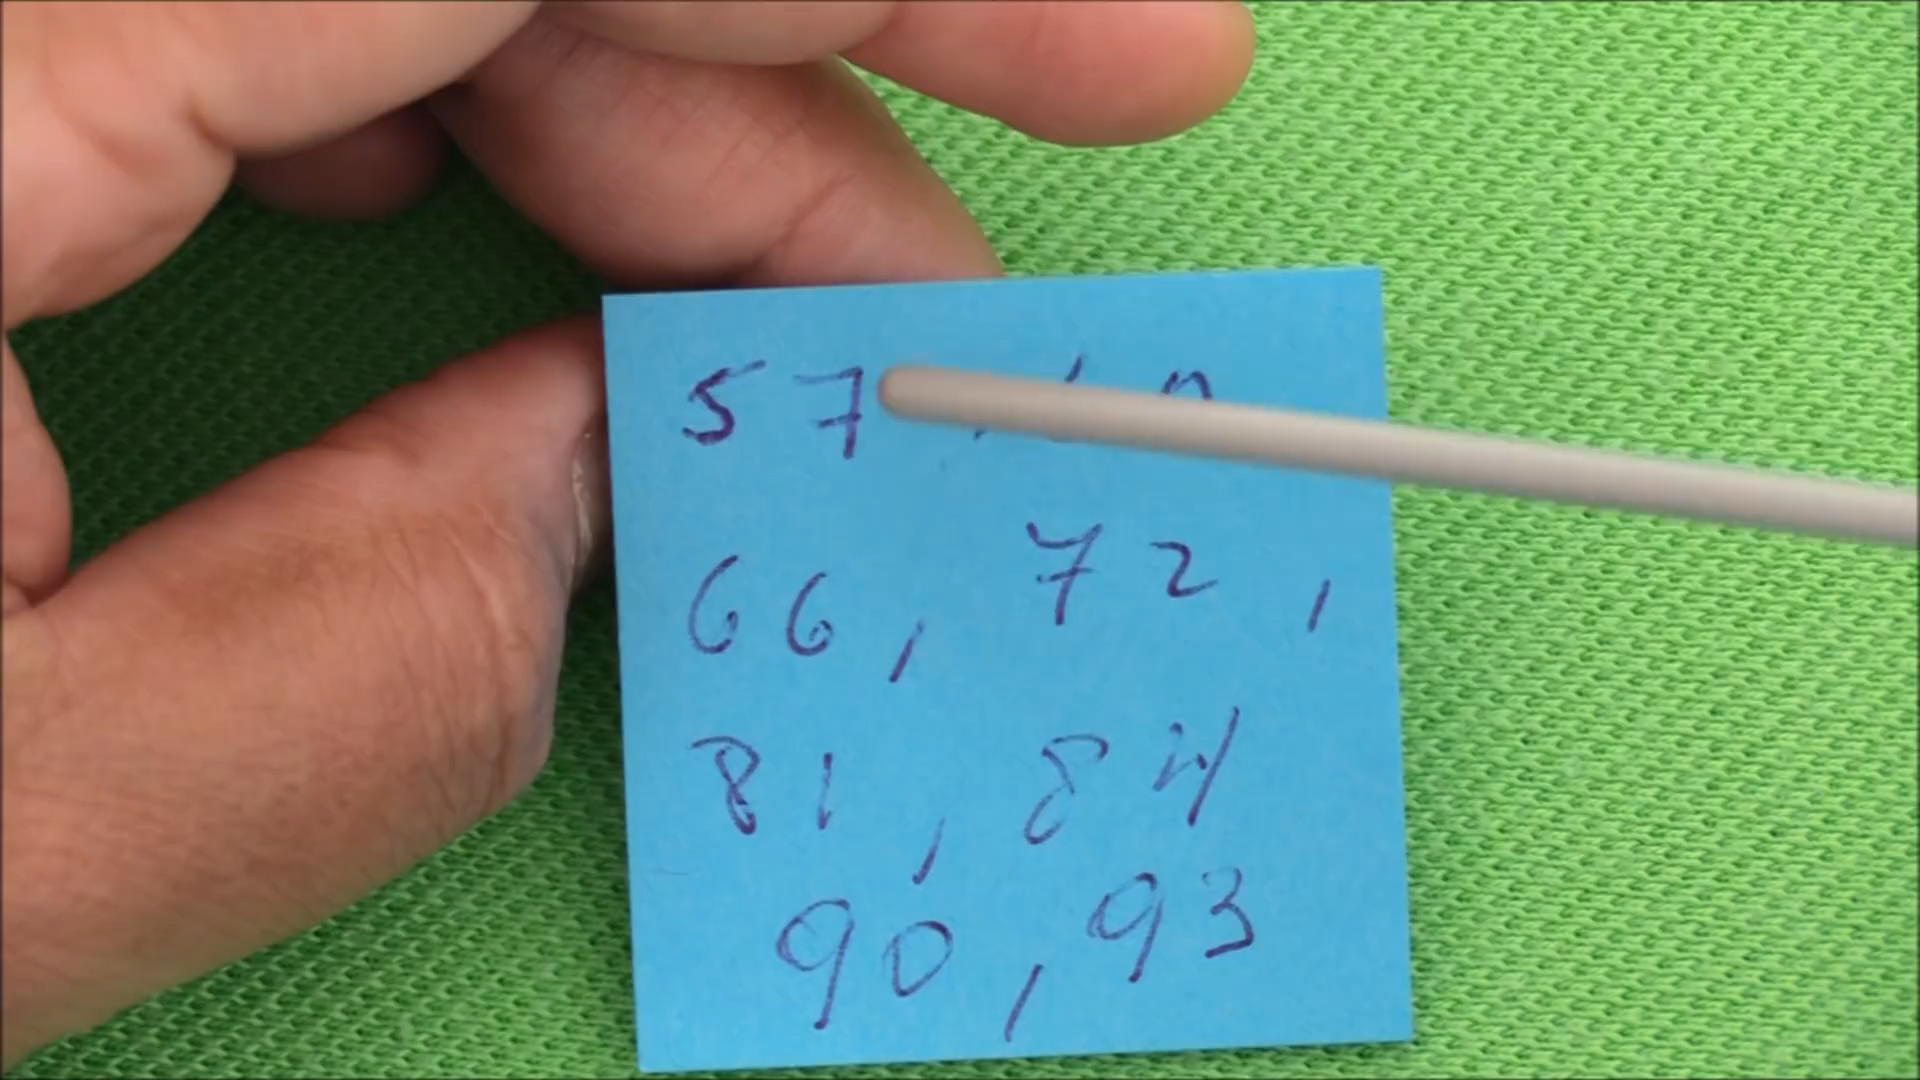 57,
66, 72,
81, 84
90, 93